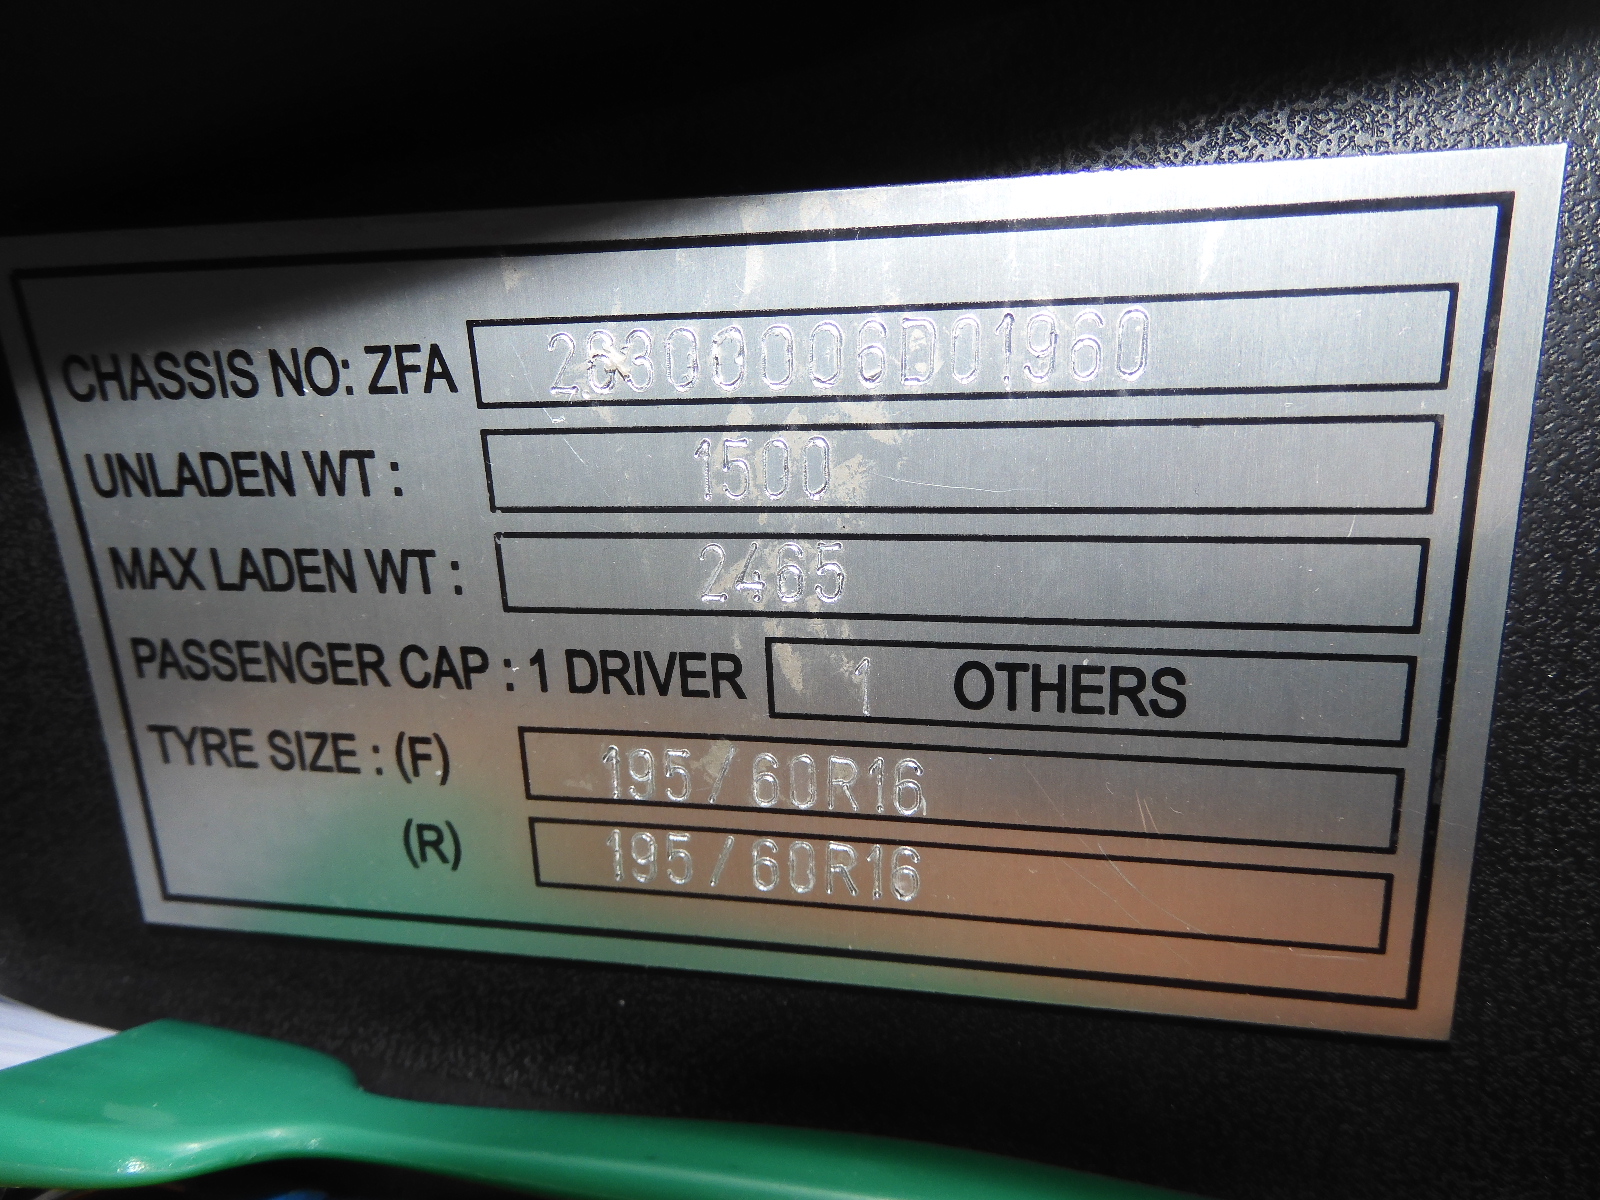 CHASSIS NO: ZFA 26300006D01960
UNLADEN WT : 1500
MAX LADEN WT : 2465
PASSENGER CAP : 1 DRIVER 1 OTHERS
TYRE SIZE : (F) 195/60R16
(R) 195/60R16